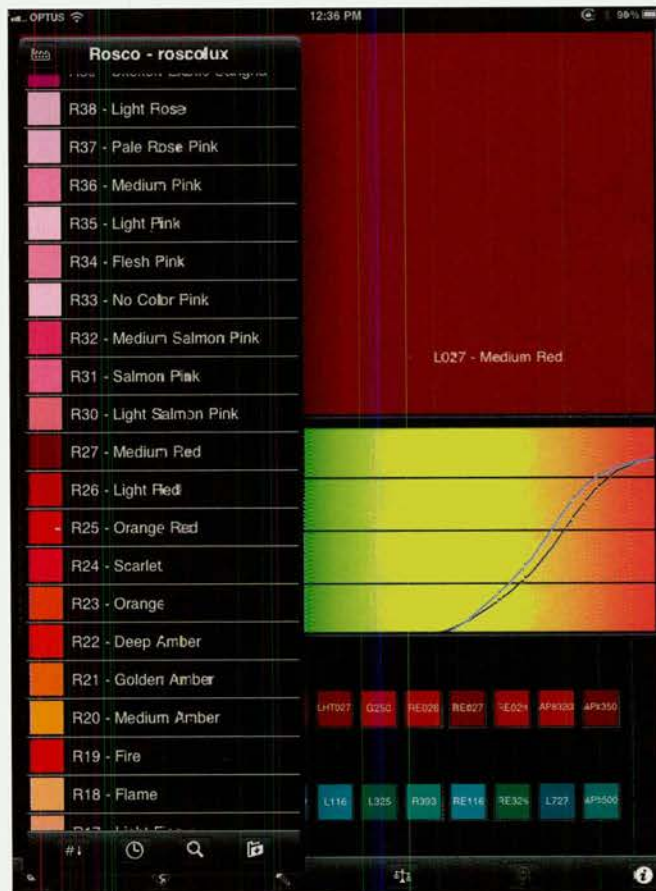 OPTUS 12:36 PM 90%
Rosco - roscolux
R38 - Light Rose
R37 - Pale Rose Pink
R36 - Medium Pink
R35 - Light Pink
R34 - Flesh Pink
R33 - No Color Pink
R32 - Medium Salmon Pink
R31 - Salmon Pink
R30 - Light Salmon Pink
R27 - Medium Red
R26 - Light Red
R25 - Orange Red
R24 - Scarlet
R23 - Orange
R22 - Deep Amber
R21 - Golden Amber
R20 - Medium Amber
R19 - Fire
R18 - Flame
#↓
L027 - Medium Red
LHT027 G250 RE026 RE027
L116 L325 R393 RE116 L727